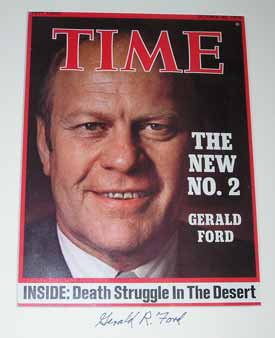 TIME
THE
NEW
NO. 2
GERALD
FORD
INSIDE: Death Struggle In The Desert
Gerald R. Ford